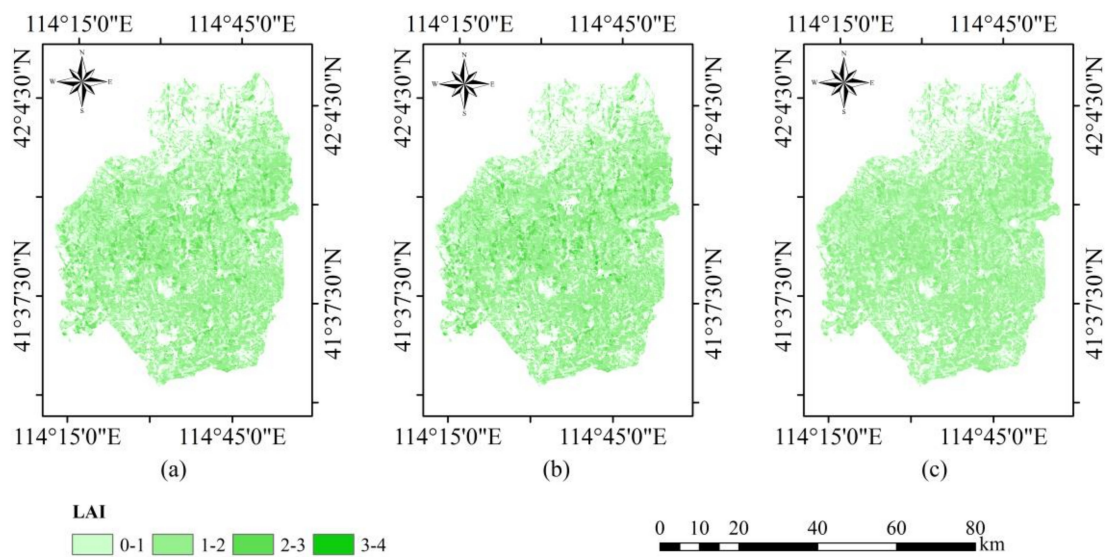 114°15'0"E 114°45'0"E 114°15'0"E 114°45'0"E 114°15'0"E 114°45'0"E
N N N
W E W E W E
S S S
42°4'30"N 42°4'30"N 42°4'30"N 42°4'30"N 42°4'30"N 42°4'30"N
41°37'30"N 41°37'30"N 41°37'30"N 41°37'30"N 41°37'30"N 41°37'30"N
114°15'0"E 114°45'0"E 114°15'0"E 114°45'0"E 114°15'0"E 114°45'0"E
(a) (b) (c)
LAI
0-1 1-2 2-3 3-4
0 10 20 40 60 80
km